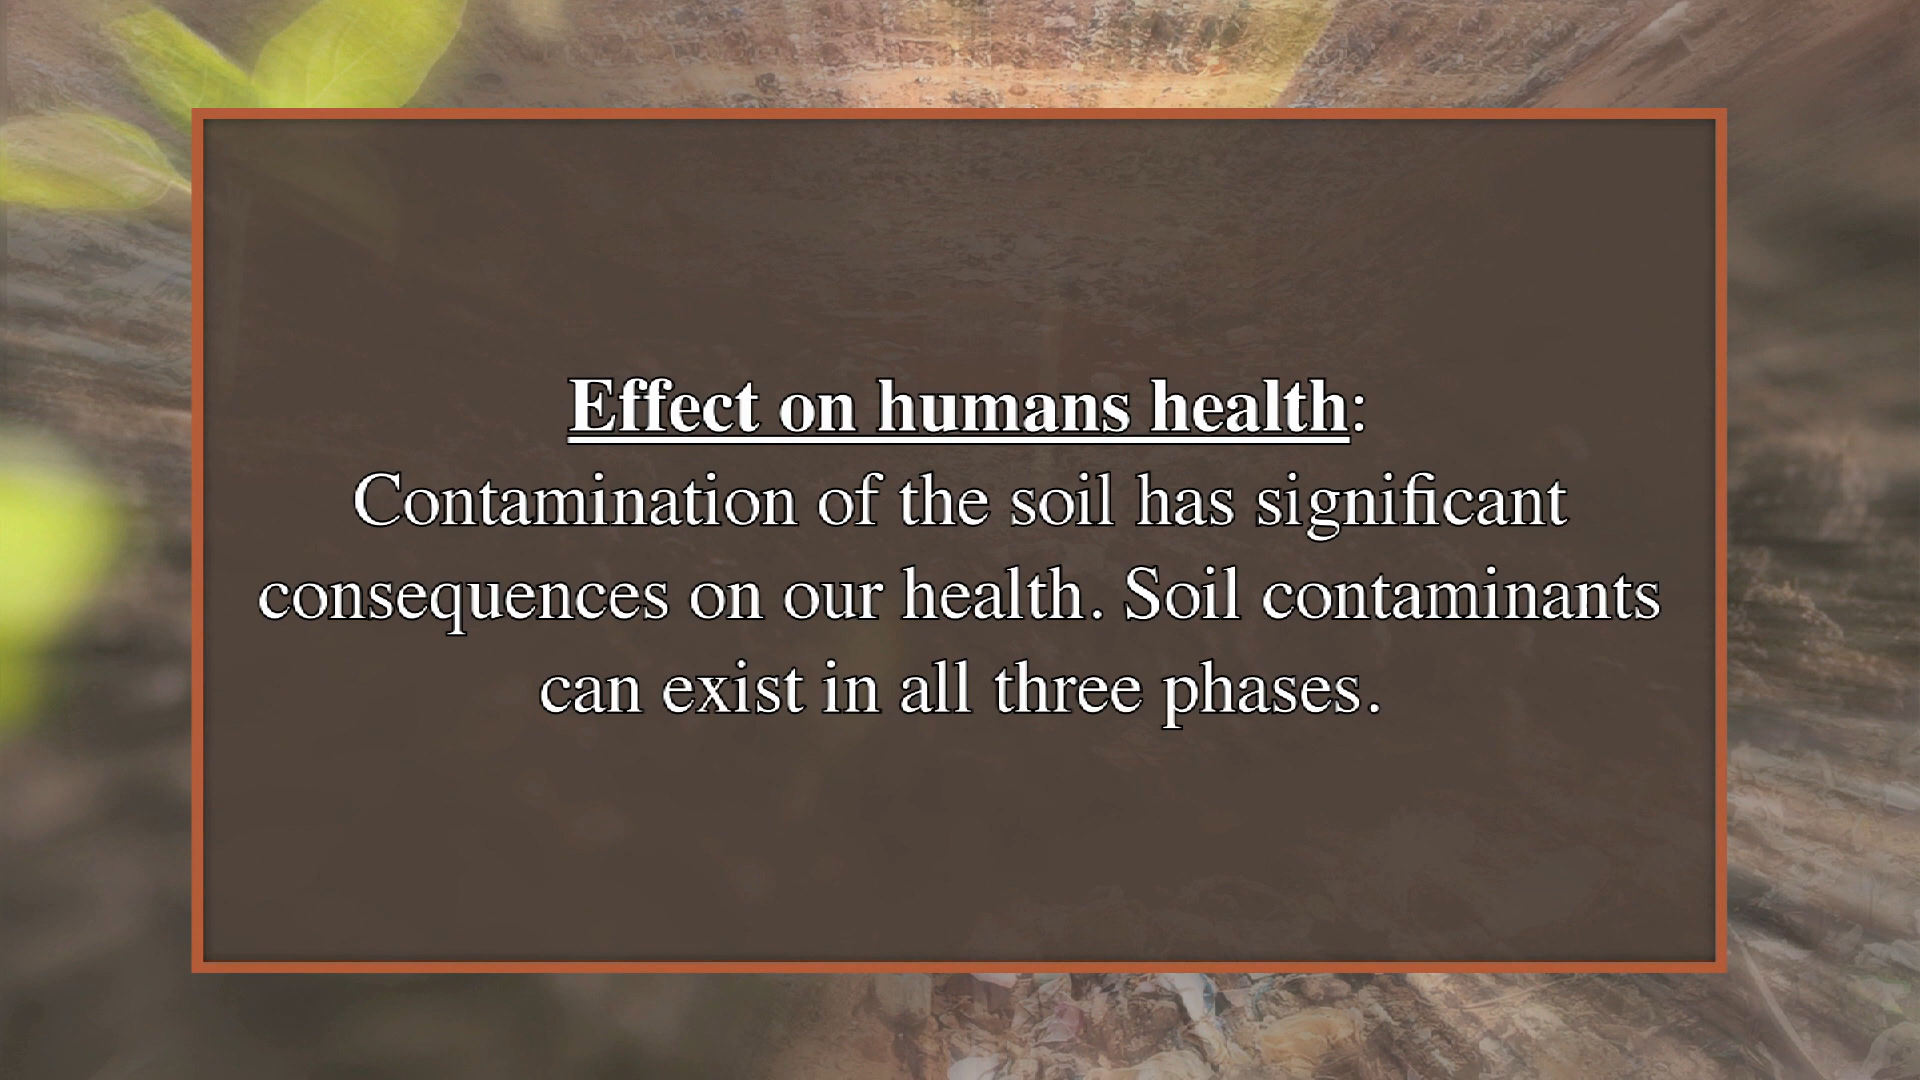 Effect on humans health:
Contamination of the soil has significant
consequences on our health. Soil contaminants
can exist in all three phases.